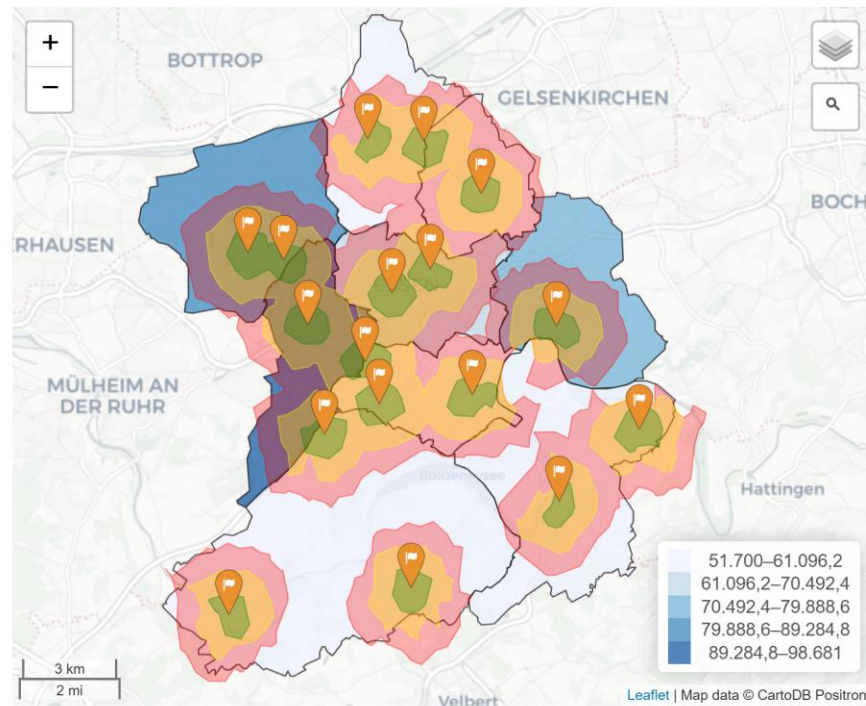 +
−
BOTTROP
GELSENKIRCHEN
BOCH
ERHAUSEN
MÜLHEIM AN
DER RUHR
Baldeneysee
Hattingen
51.700–61.096,2
61.096,2–70.492,4
70.492,4–79.888,6
79.888,6–89.284,8
89.284,8–98.681
3 km
2 mi
Velbert
Leaflet | Map data © CartoDB Positron